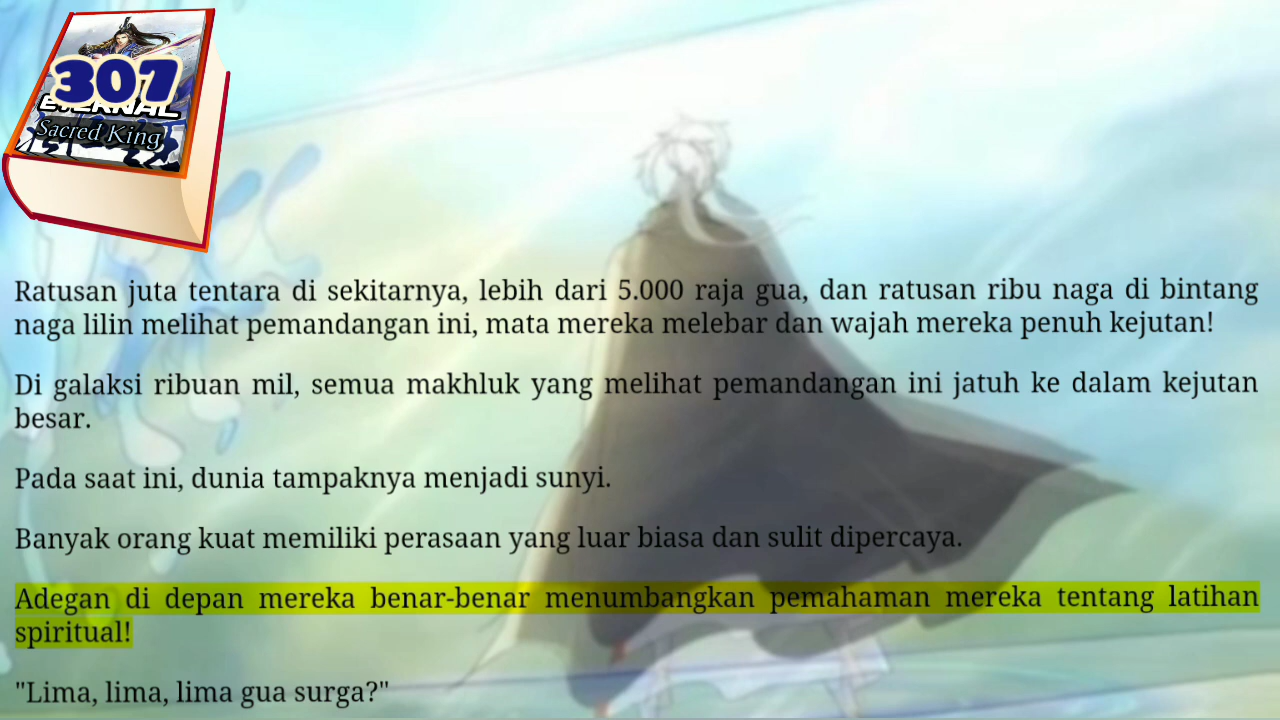 307
ETERNAL
Sacred King
Ratusan juta tentara di sekitarnya, lebih dari 5.000 raja gua, dan ratusan ribu naga di bintang
naga lilin melihat pemandangan ini, mata mereka melebar dan wajah mereka penuh kejutan!
Di galaksi ribuan mil, semua makhluk yang melihat pemandangan ini jatuh ke dalam kejutan
besar.
Pada saat ini, dunia tampaknya menjadi sunyi.
Banyak orang kuat memiliki perasaan yang luar biasa dan sulit dipercaya.
Adegan di depan mereka benar-benar menumbangkan pemahaman mereka tentang latihan
spiritual!
"Lima, lima, lima gua surga?"